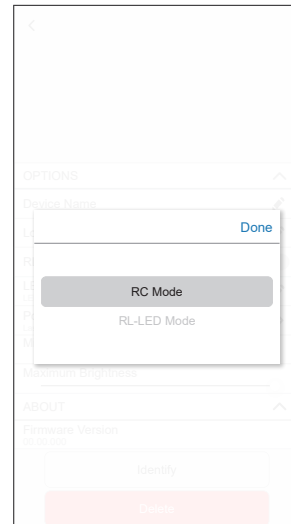 OPTIONS
Device Name
Done
RC Mode
RL-LED Mode
Maximum Brightness
ABOUT
Firmware Version
Identify
Delete